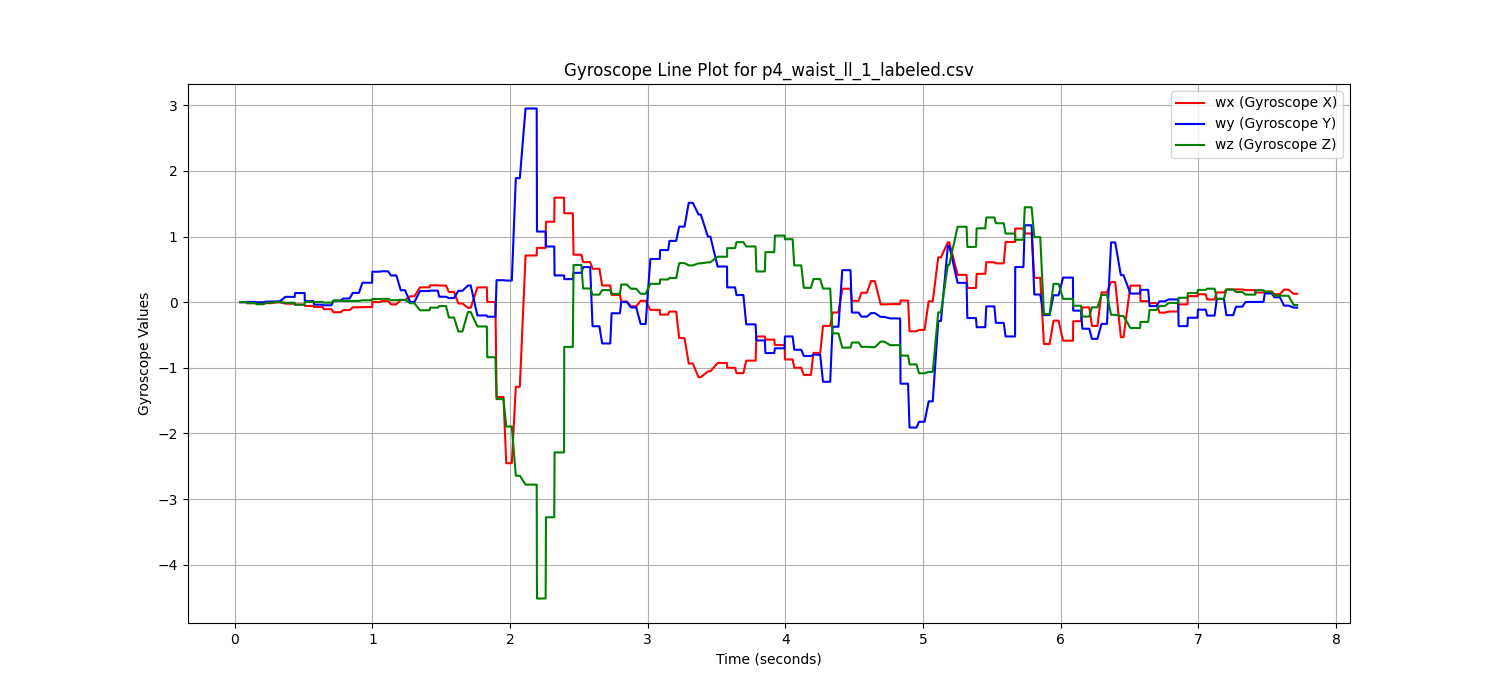 Gyroscope Line Plot for p4_waist_ll_1_labeled.csv
wx (Gyroscope X)
wy (Gyroscope Y)
wz (Gyroscope Z)
Gyroscope Values
3
2
1
0
−1
−2
−3
−4
0 1 2 3 4 5 6 7 8
Time (seconds)